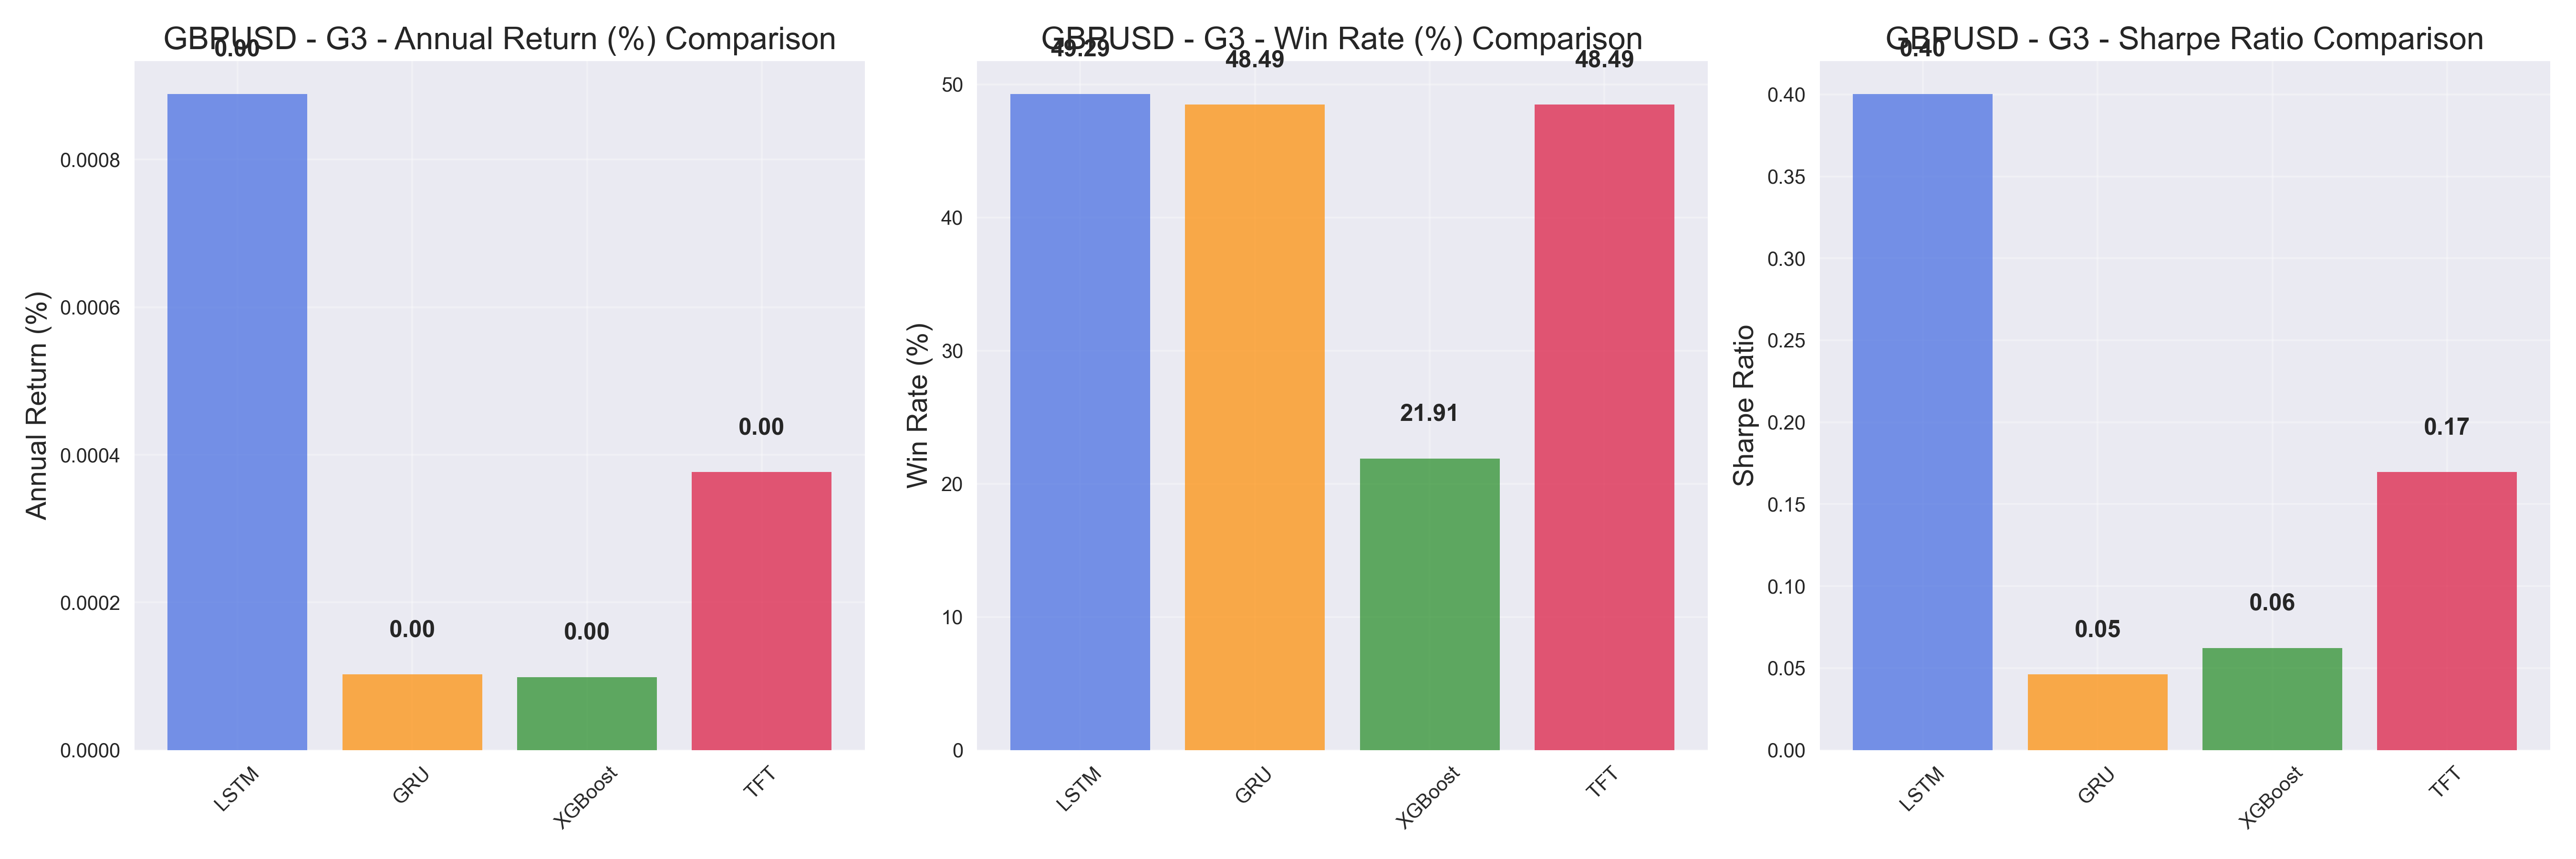 GBPUSD - G3 - Annual Return (%) Comparison
0.00
0.00
0.00
0.00
Annual Return (%)
0.0008
0.0006
0.0004
0.0002
0.0000
LSTM
GRU
XGBoost
TFT
GBPUSD - G3 - Win Rate (%) Comparison
49.29
48.49
21.91
48.49
Win Rate (%)
50
40
30
20
10
0
LSTM
GRU
XGBoost
TFT
GBPUSD - G3 - Sharpe Ratio Comparison
0.40
0.05
0.06
0.17
Sharpe Ratio
0.40
0.35
0.30
0.25
0.20
0.15
0.10
0.05
0.00
LSTM
GRU
XGBoost
TFT